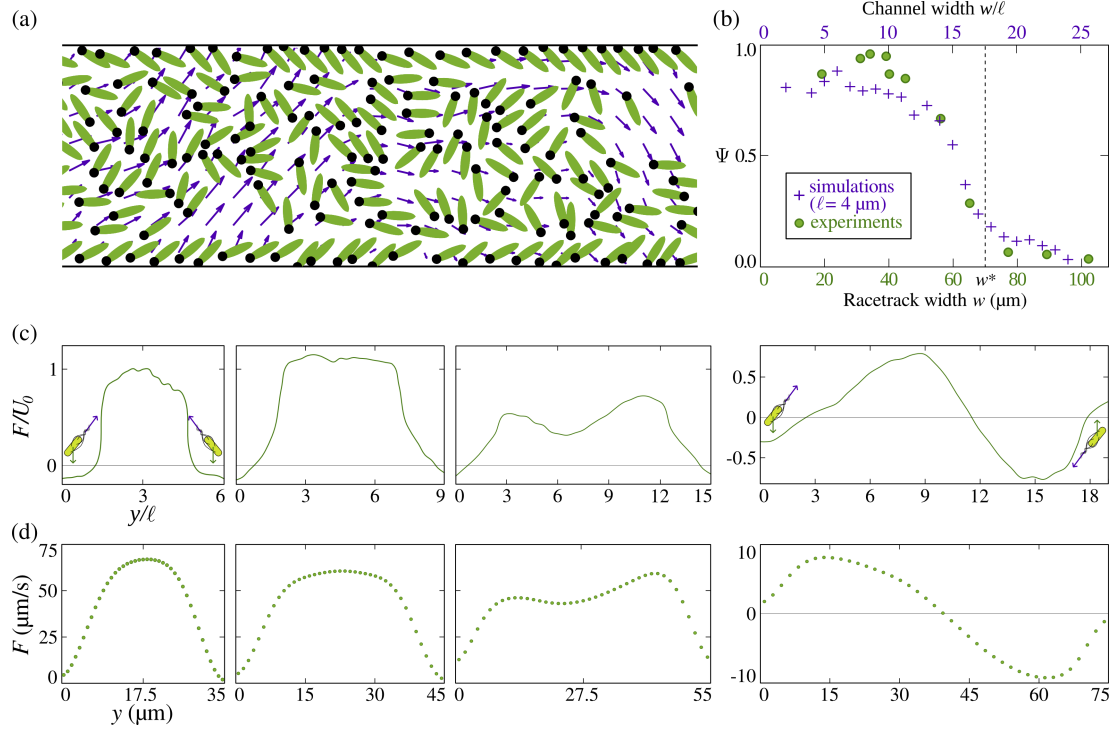 (a)
(b)
Channel width w/ℓ
0 5 10 15 20 25
1.0
Ψ 0.5
0.0
+ simulations
(ℓ= 4 µm)
experiments
0 20 40 60 w* 80 100
Racetrack width w (µm)
(c)
F/U₀
1
0
0 3 6
y/ℓ
0 3 6 9
0 3 6 9 12 15
0.5
0
-0.5
0 3 6 9 12 15 18
(d)
F (µm/s)
75
50
25
0
0 17.5 35
y (µm)
0 15 30 45
0 27.5 55
10
0
-10
0 15 30 45 60 75